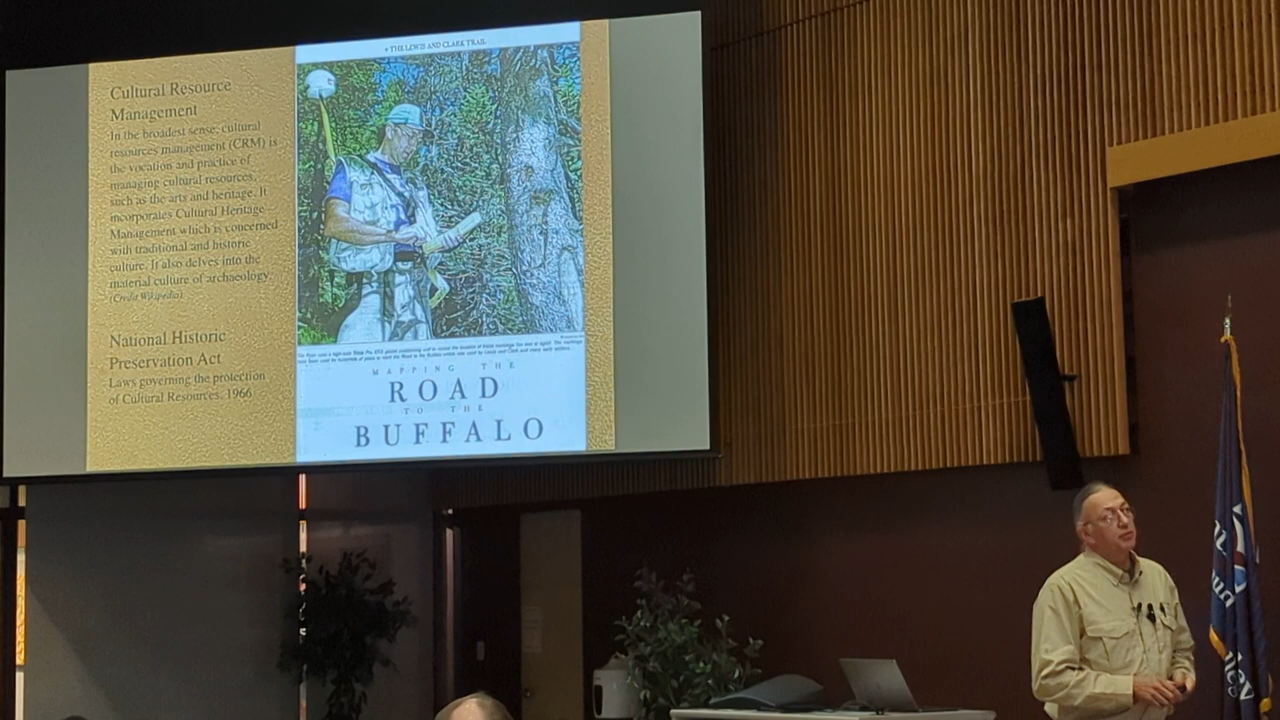 Cultural Resource
Management
In the broadest sense, cultural
resources management (CRM) is
the vocation and practice of
managing cultural resources,
such as the arts and heritage. It
incorporates Cultural Heritage
Management which is concerned
with traditional and historic
culture. It also delves into the
material culture of archaeology.
(Credit Wikipedia)
National Historic
Preservation Act
Laws governing the protection
of Cultural Resources, 1966
THE LEWIS AND CLARK TRAIL
MAPPING THE
ROAD
TO THE
BUFFALO